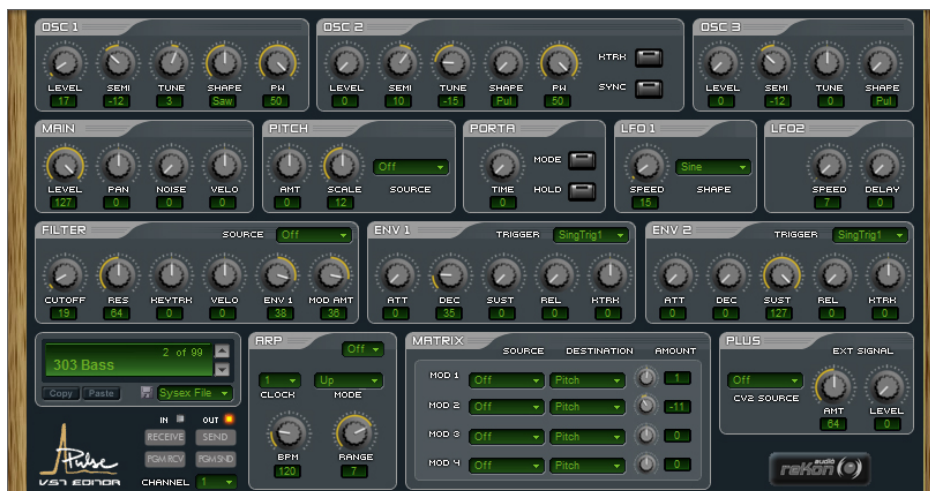 OSC 1
LEVEL SEMI TUNE SHAPE PW
17 -12 3 Saw 50
OSC 2
LEVEL SEMI TUNE SHAPE PW
0 10 -15 Pul 50
KTRK
SYNC
OSC 3
LEVEL SEMI TUNE SHAPE
0 -12 0 Pul
MAIN
LEVEL PAN NOISE VELO
127 0 0 0
PITCH
Off
AMT SCALE SOURCE
0 12
PORTA
MODE
TIME HOLD
0
LFO 1
Sine
SPEED SHAPE
15
LFO2
SPEED DELAY
7 0
FILTER
SOURCE Off
CUTOFF RES KEYTRK VELO ENV 1 MOD AMT
19 64 0 0 38 36
ENV 1
TRIGGER SingTrig1
ATT DEC SUST REL KTRK
0 35 0 0 0
ENV 2
TRIGGER SingTrig1
ATT DEC SUST REL KTRK
0 0 127 0 0
2 of 99
303 Bass
Copy Paste Sysex File
IN OUT
RECEIVE SEND
PGM RCV PGM SND
CHANNEL 1
Pulse
VST EDITOR
ARP
Off
1 Up
CLOCK MODE
BPM RANGE
120 7
MATRIX
SOURCE DESTINATION AMOUNT
MOD 1 Off Pitch 1
MOD 2 Off Pitch -11
MOD 3 Off Pitch 0
MOD 4 Off Pitch 0
PLUS
EXT SIGNAL
Off
CV2 SOURCE AMT LEVEL
64 0
audio
rekon